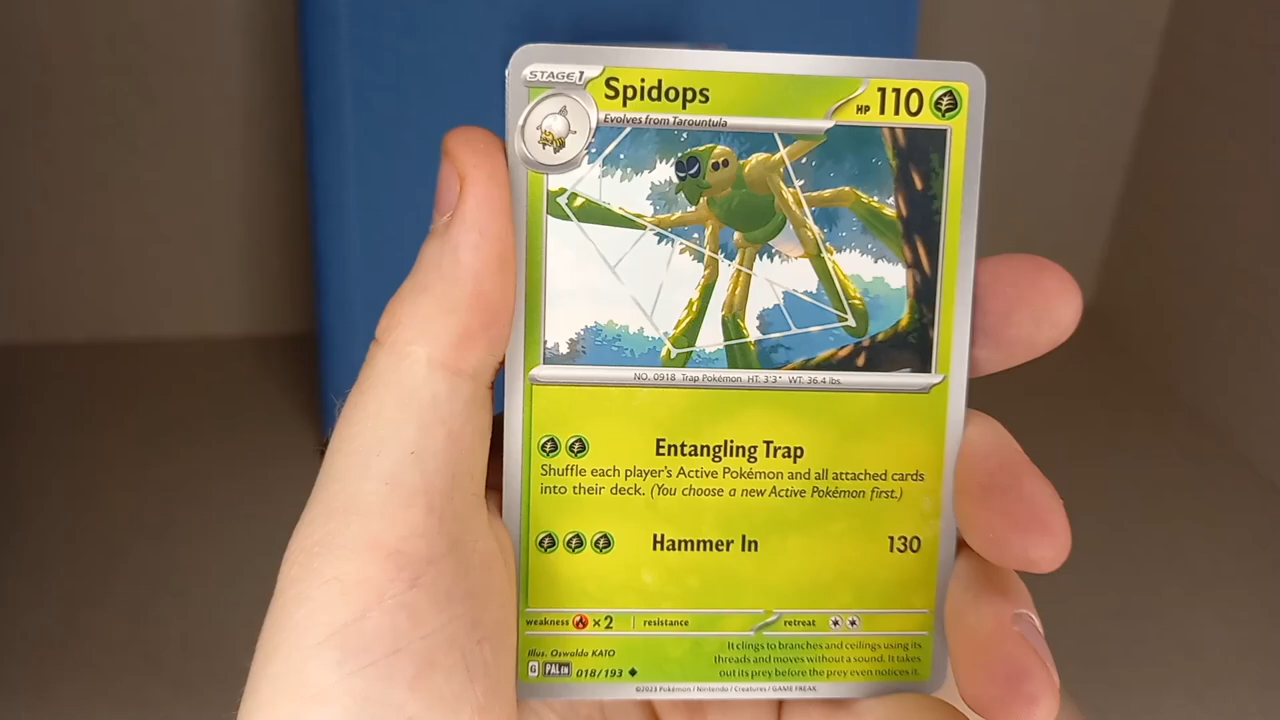 STAGE1
Spidops
HP 110
Evolves from Tarountula
NO. 0918 Trap Pokémon HT: 3'3" WT: 36.4 lbs.
Entangling Trap
Shuffle each player's Active Pokémon and all attached cards
into their deck. (You choose a new Active Pokémon first.)
Hammer In 130
weakness ×2 resistance retreat
Illus. Oswaldo KATO
G PAL EN 018/193
It clings to branches and ceilings using its
threads and moves without a sound. It takes
out its prey before the prey even notices it.
©2023 Pokémon / Nintendo / Creatures / GAME FREAK